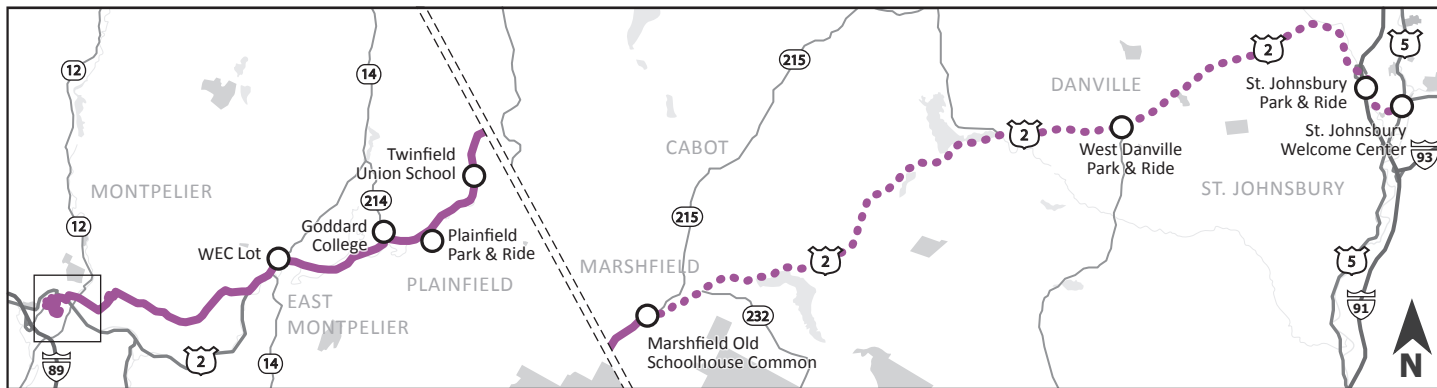 12
14
215
2
5
DANVILLE
St. Johnsbury
Park & Ride
Twinfield
Union School
CABOT
2
West Danville
Park & Ride
St. Johnsbury
Welcome Center
93
MONTPELIER
214
ST. JOHNSBURY
12
Goddard
College
215
WEC Lot
Plainfield
Park & Ride
PLAINFIELD
MARSHFIELD
2
5
EAST
MONTPELIER
232
91
Marshfield Old
Schoolhouse Common
2
89
14
N